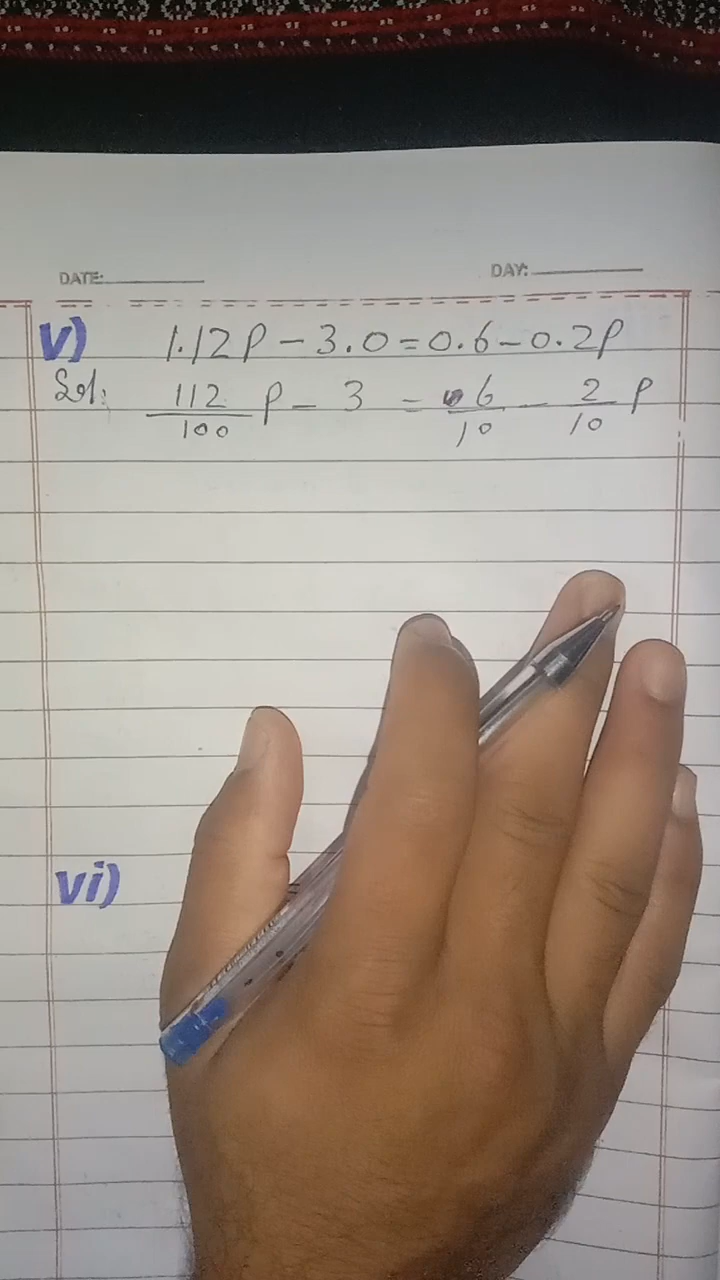 DATE: DAY:
v) 1.12P - 3.0 = 0.6 - 0.2P
Sol: 112/100 P - 3 = 6/10 - 2/10 P
vi)